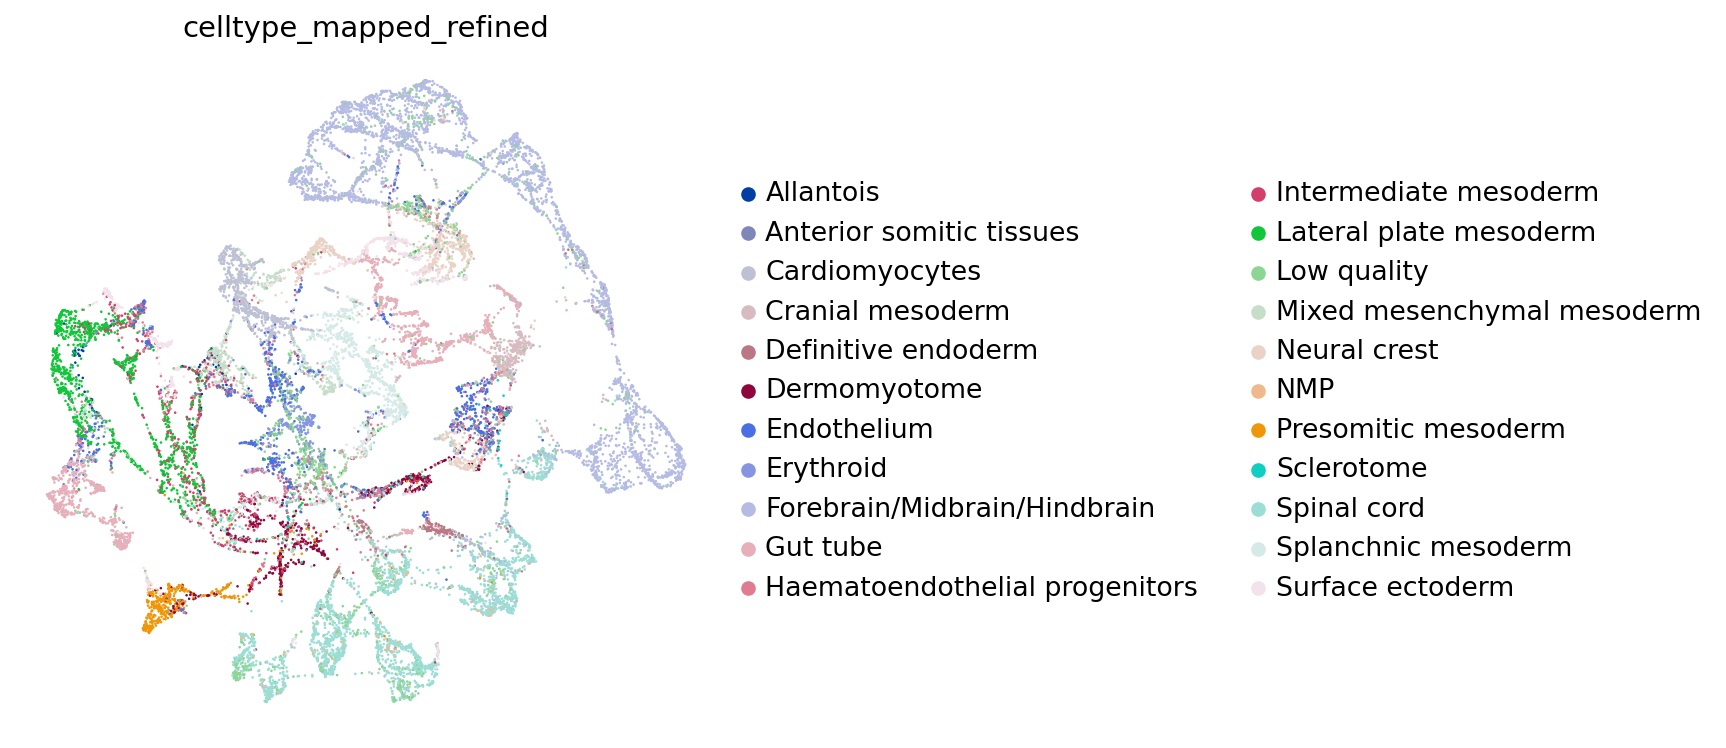 celltype_mapped_refined
Allantois
Anterior somitic tissues
Cardiomyocytes
Cranial mesoderm
Definitive endoderm
Dermomyotome
Endothelium
Erythroid
Forebrain/Midbrain/Hindbrain
Gut tube
Haematoendothelial progenitors
Intermediate mesoderm
Lateral plate mesoderm
Low quality
Mixed mesenchymal mesoderm
Neural crest
NMP
Presomitic mesoderm
Sclerotome
Spinal cord
Splanchnic mesoderm
Surface ectoderm